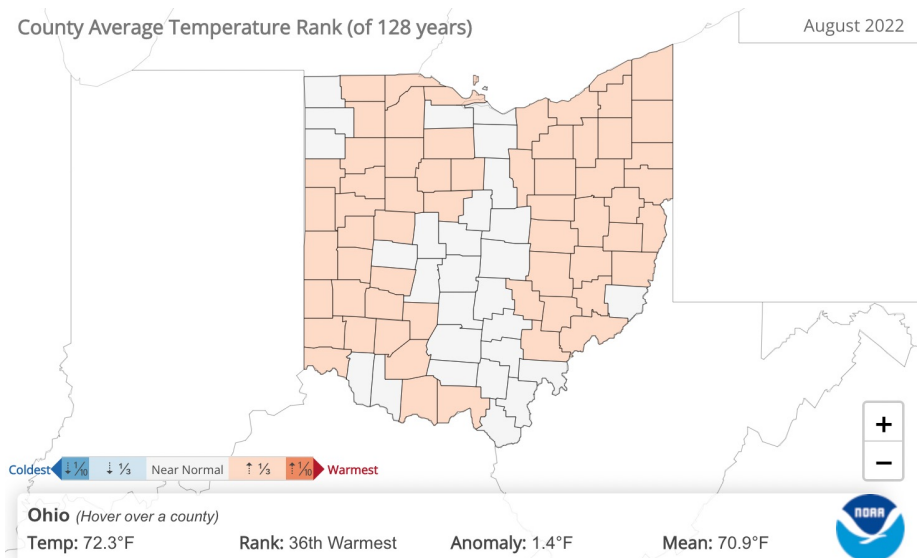 County Average Temperature Rank (of 128 years)
August 2022
+
−
Coldest ⇣ ⅒ ⇣ ⅓ Near Normal ⇡ ⅓ ⇡ ⅒ Warmest
Ohio (Hover over a county)
Temp: 72.3°F Rank: 36th Warmest Anomaly: 1.4°F Mean: 70.9°F
NOAA